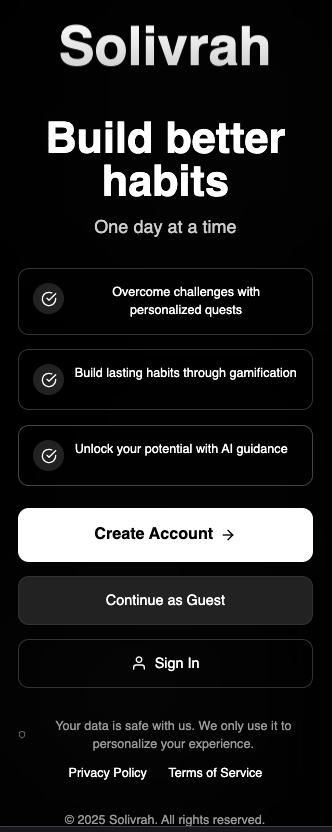 Solivrah
Build better
habits
One day at a time
Overcome challenges with
personalized quests
Build lasting habits through gamification
Unlock your potential with AI guidance
Create Account →
Continue as Guest
Sign In
Your data is safe with us. We only use it to
personalize your experience.
Privacy Policy Terms of Service
© 2025 Solivrah. All rights reserved.